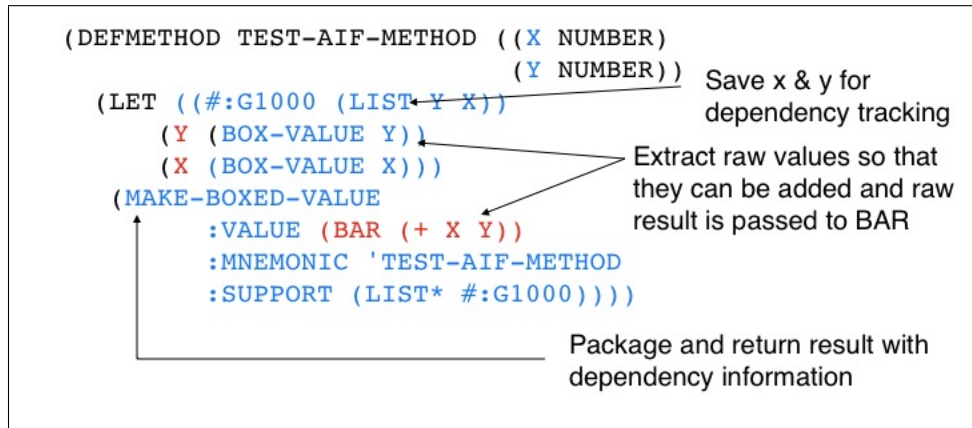 (DEFMETHOD TEST-AIF-METHOD ((X NUMBER)
(Y NUMBER))
(LET ((#:G1000 (LIST Y X))
(Y (BOX-VALUE Y))
(X (BOX-VALUE X)))
(MAKE-BOXED-VALUE
:VALUE (BAR (+ X Y))
:MNEMONIC 'TEST-AIF-METHOD
:SUPPORT (LIST* #:G1000))))
Save x & y for
dependency tracking
Extract raw values so that
they can be added and raw
result is passed to BAR
Package and return result with
dependency information